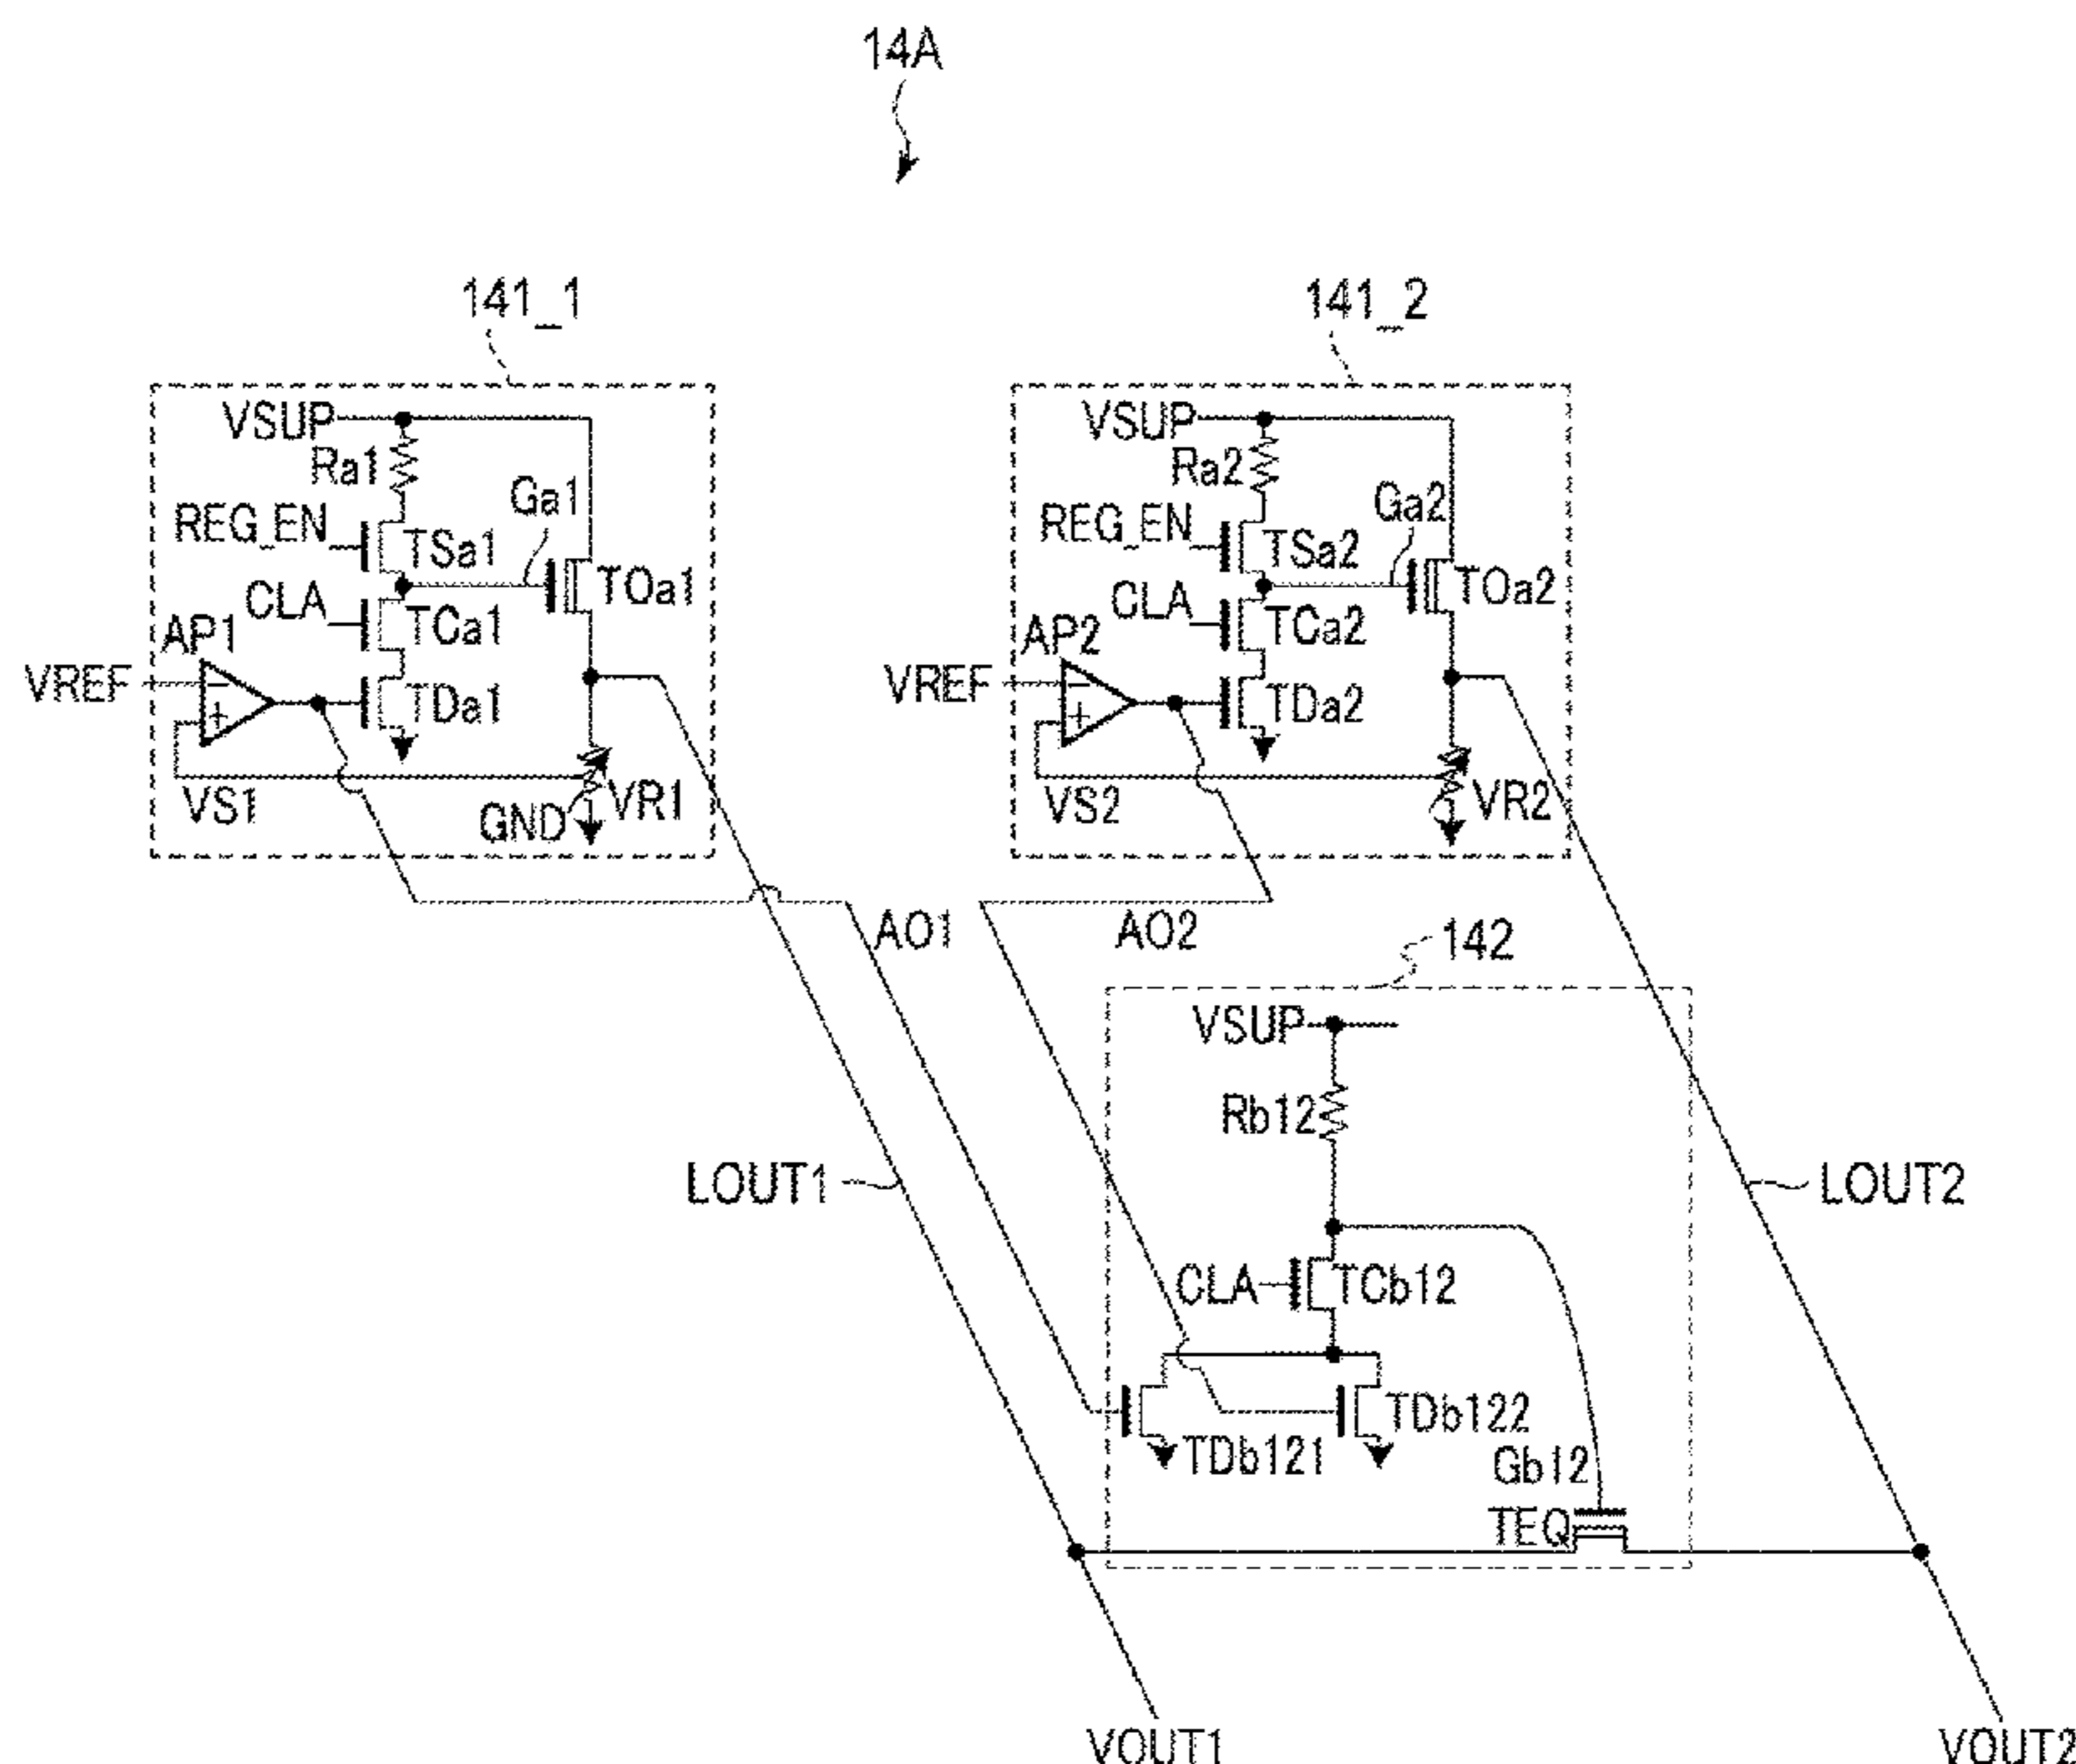 14A
141_1
141_2
VSUP
Ra1
Ga1
REG_EN
TSa1
TOa1
CLA
TCa1
AP1
VREF
TDa1
VS1
GND
VR1
VSUP
Ra2
Ga2
REG_EN
TSa2
TOa2
CLA
TCa2
AP2
VREF
TDa2
VS2
VR2
AO1
AO2
142
VSUP
Rb12
LOUT1
LOUT2
CLA
TCb12
TDb122
TDb121
Gb12
TEQ
VOUT1
VOUT2